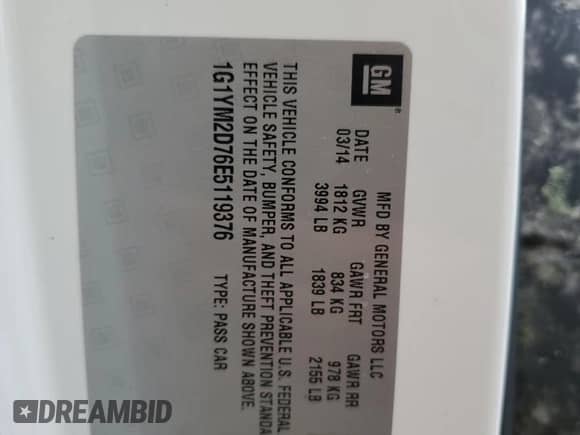 GM®
MFD BY GENERAL MOTORS LLC
DATE GVWR GAWR FRT GAWR RR
03/14 1812 KG 834 KG 978 KG
3994 LB 1839 LB 2155 LB
THIS VEHICLE CONFORMS TO ALL APPLICABLE U.S. FEDERAL
VEHICLE SAFETY, BUMPER, AND THEFT PREVENTION STANDA
EFFECT ON THE DATE OF MANUFACTURE SHOWN ABOVE.
1G1YM2D76E5119376 TYPE: PASS CAR
DREAMBID